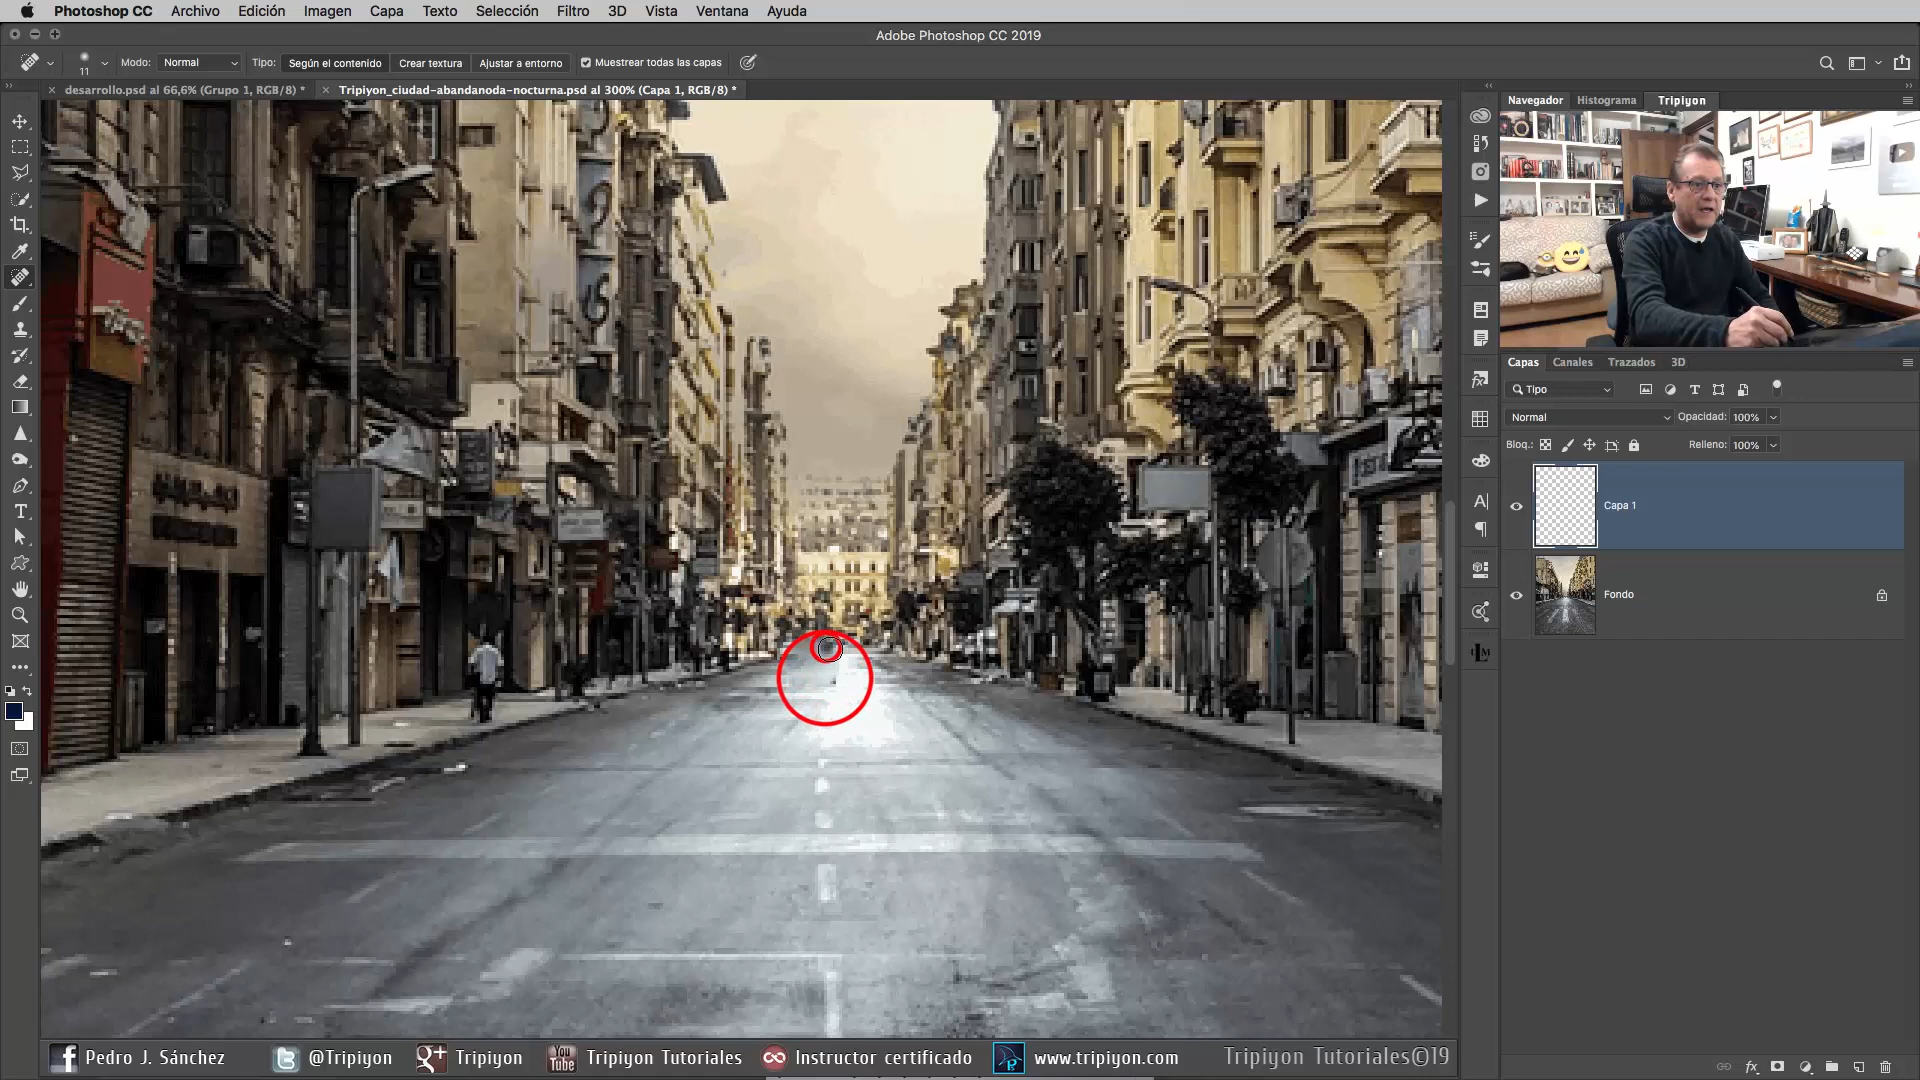 Photoshop CC Archivo Edición Imagen Capa Texto Selección Filtro 3D Vista Ventana Ayuda
Adobe Photoshop CC 2019
11 Modo: Normal Tipo: Según el contenido Crear textura Ajustar a entorno Muestrear todas las capas
desarrollo.psd al 66,6% (Grupo 1, RGB/8) * Tripiyon_ciudad-abandanoda-nocturna.psd al 300% (Capa 1, RGB/8) *
Navegador Histograma Tripiyon
Capas Canales Trazados 3D
Tipo
Normal Opacidad: 100%
Bloq.: Relleno: 100%
Capa 1
Fondo
Pedro J. Sánchez @Tripiyon Tripiyon Tripiyon Tutoriales Instructor certificado www.tripiyon.com Tripiyon Tutoriales©19